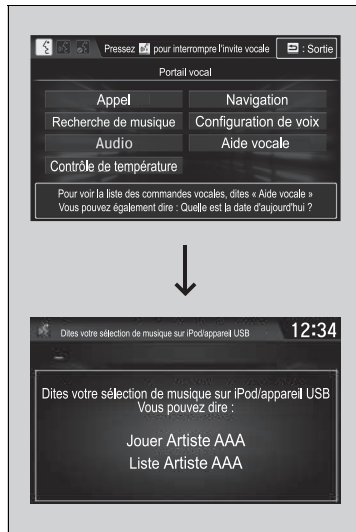 Pressez pour interrompre l'invite vocale : Sortie
Portail vocal
Appel Navigation
Recherche de musique Configuration de voix
Audio Aide vocale
Contrôle de température
Pour voir la liste des commandes vocales, dites « Aide vocale »
Vous pouvez également dire : Quelle est la date d'aujourd'hui ?
Dites votre sélection de musique sur iPod/appareil USB 12:34
Dites votre sélection de musique sur iPod/appareil USB
Vous pouvez dire :
Jouer Artiste AAA
Liste Artiste AAA